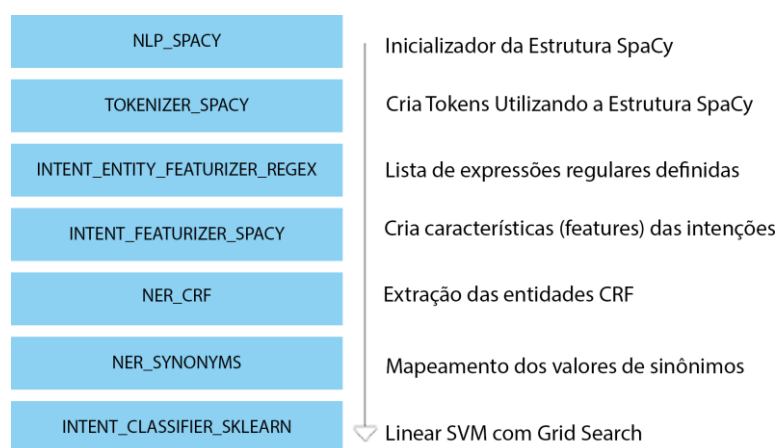 NLP_SPACY
Inicializador da Estrutura SpaCy
TOKENIZER_SPACY
Cria Tokens Utilizando a Estrutura SpaCy
INTENT_ENTITY_FEATURIZER_REGEX
Lista de expressões regulares definidas
INTENT_FEATURIZER_SPACY
Cria característícas (features) das intenções
NER_CRF
Extração das entidades CRF
NER_SYNONYMS
Mapeamento dos valores de sinônimos
INTENT_CLASSIFIER_SKLEARN
Linear SVM com Grid Search